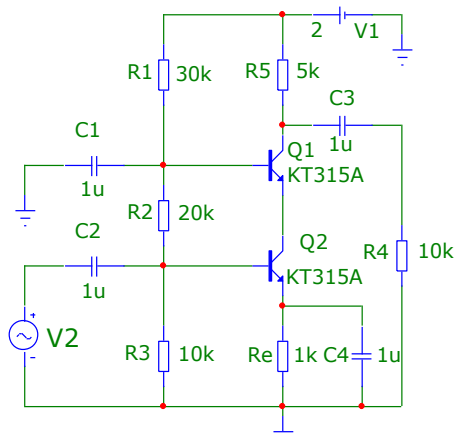 2 V1
R1 30k
R5 5k
C3
1u
C1
1u
Q1
KT315A
R2 20k
C2
1u
Q2
KT315A
R4 10k
V2
R3 10k
Re 1k
C4 1u